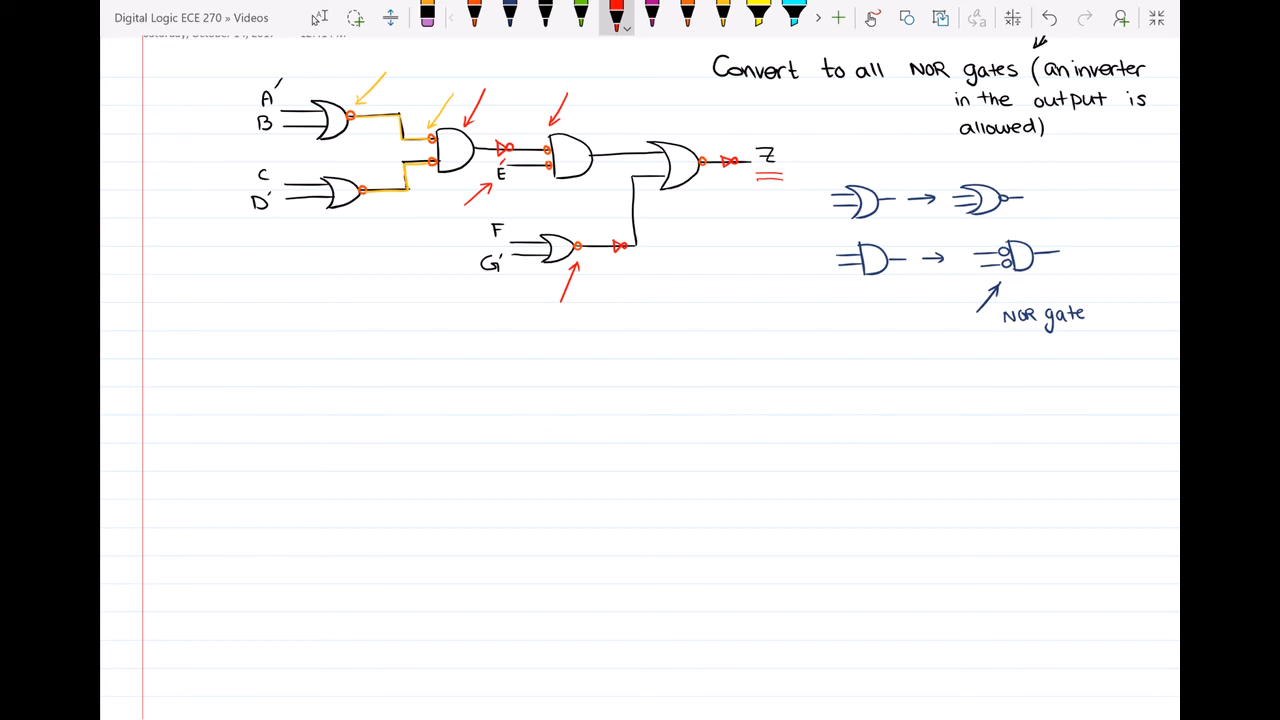 Digital Logic ECE 270 » Videos
Convert to all NOR gates (an inverter
in the output is
allowed)
A'
B
C
D'
E'
F
G'
Z
NOR gate